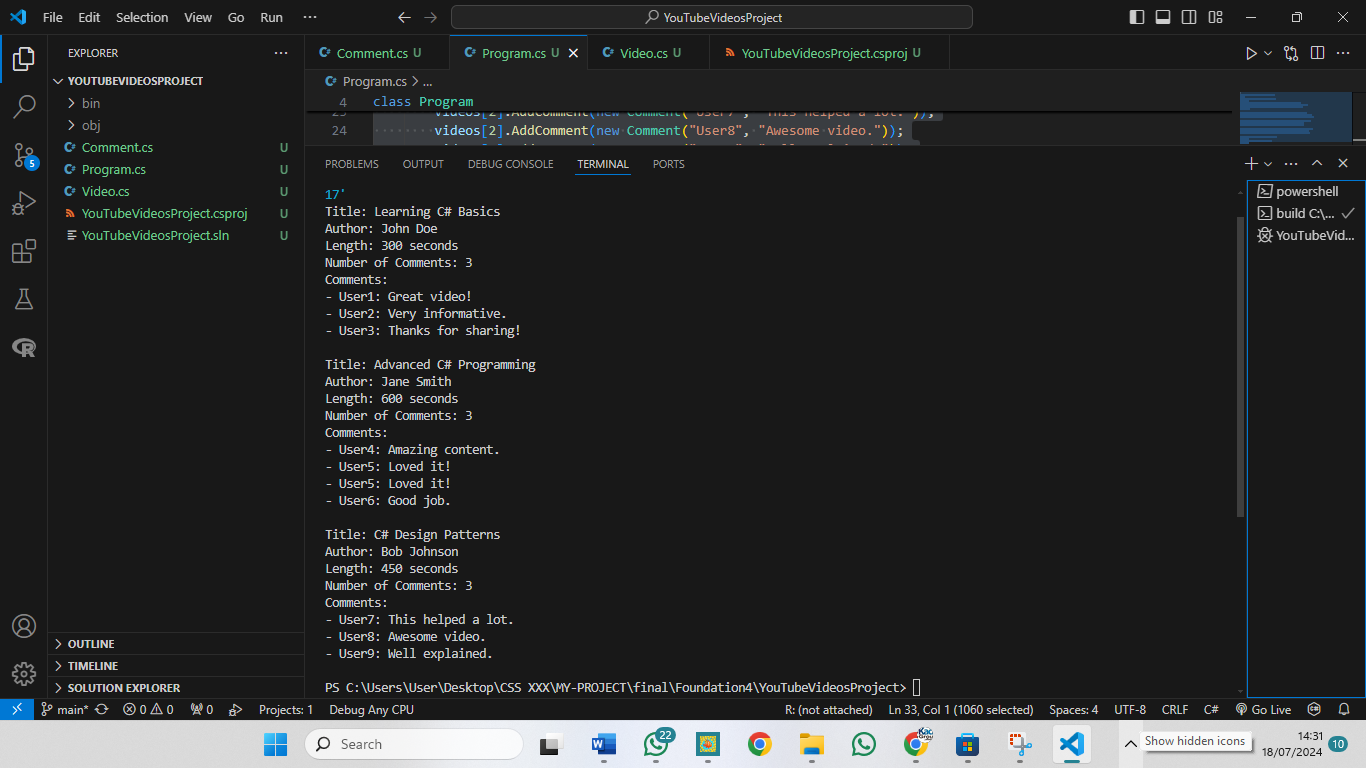 File Edit Selection View Go Run ··· YouTubeVideosProject
EXPLORER ···
YOUTUBEVIDEOSPROJECT
bin
obj
Comment.cs U
Program.cs U
Video.cs U
YouTubeVideosProject.csproj U
YouTubeVideosProject.sln U
OUTLINE
TIMELINE
SOLUTION EXPLORER
5
Comment.cs U Program.cs U Video.cs U YouTubeVideosProject.csproj U
Program.cs > ...
4 class Program
23 videos[2].AddComment(new Comment("User7", "This helped a lot."));
24 videos[2].AddComment(new Comment("User8", "Awesome video."));
PROBLEMS OUTPUT DEBUG CONSOLE TERMINAL PORTS
17'
Title: Learning C# Basics
Author: John Doe
Length: 300 seconds
Number of Comments: 3
Comments:
- User1: Great video!
- User2: Very informative.
- User3: Thanks for sharing!
Title: Advanced C# Programming
Author: Jane Smith
Length: 600 seconds
Number of Comments: 3
Comments:
- User4: Amazing content.
- User5: Loved it!
- User5: Loved it!
- User6: Good job.
Title: C# Design Patterns
Author: Bob Johnson
Length: 450 seconds
Number of Comments: 3
Comments:
- User7: This helped a lot.
- User8: Awesome video.
- User9: Well explained.
PS C:\Users\User\Desktop\CSS XXX\MY-PROJECT\final\Foundation4\YouTubeVideosProject>
powershell
build C:\...
YouTubeVid...
main* 0 0 0 Projects: 1 Debug Any CPU R: (not attached) Ln 33, Col 1 (1060 selected) Spaces: 4 UTF-8 CRLF C# Go Live
Search
22
Show hidden icons
14:31
18/07/2024
10